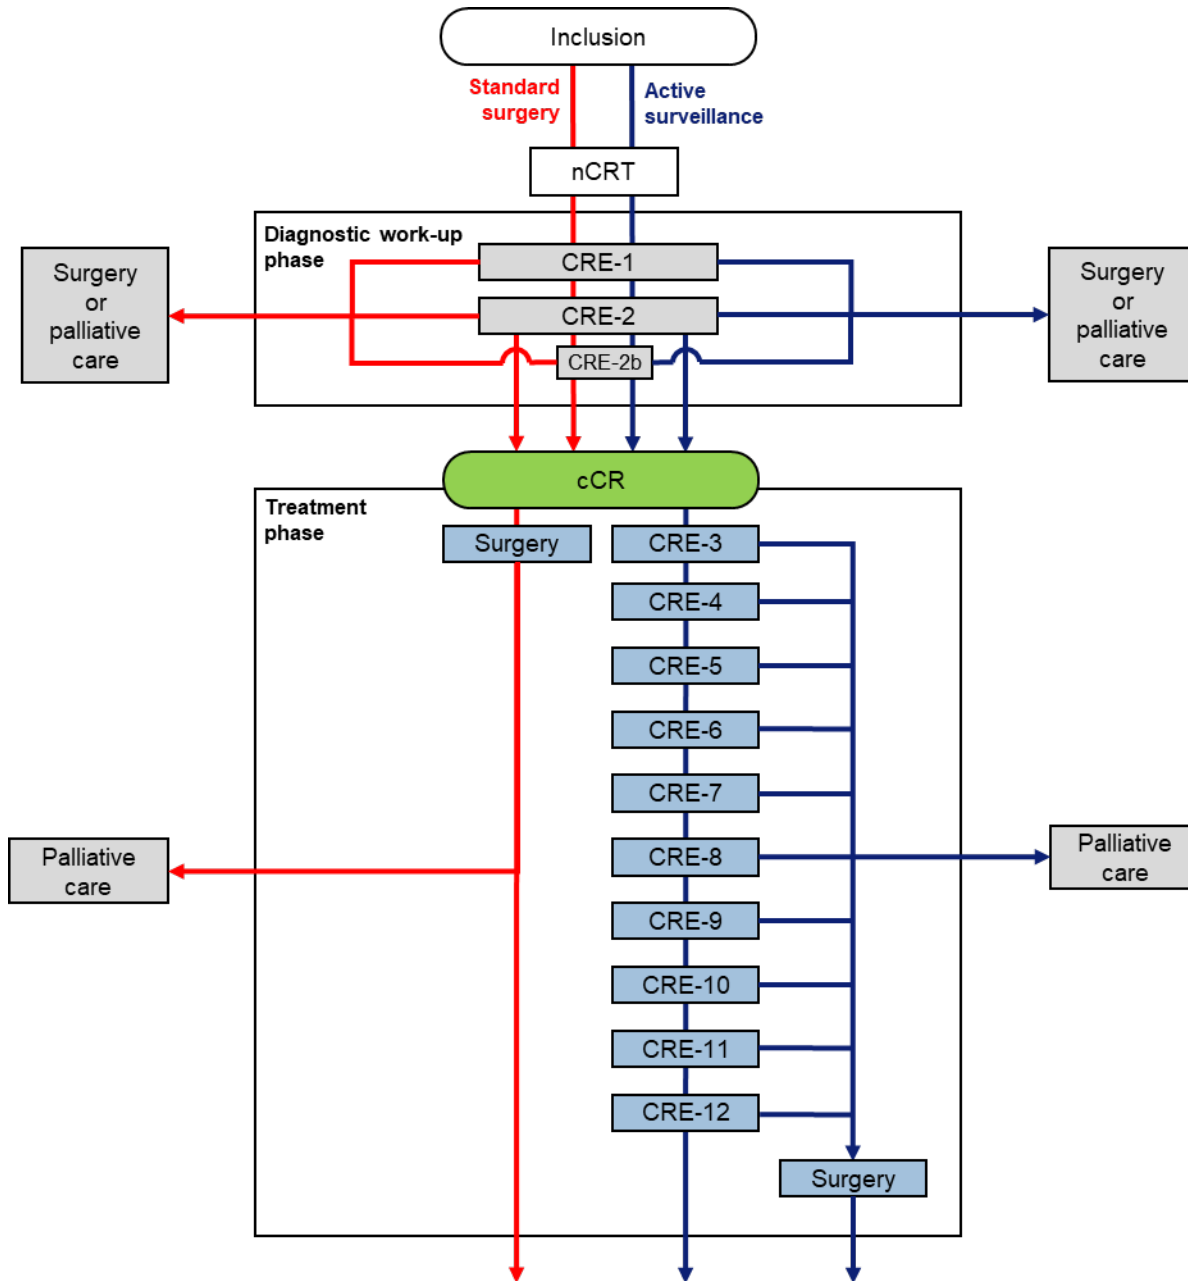 Inclusion
Standard
surgery
Active
surveillance
nCRT
Diagnostic work-up
phase
CRE-1
Surgery
or
palliative
care
CRE-2
Surgery
or
palliative
care
CRE-2b
cCR
Treatment
phase
Surgery
CRE-3
CRE-4
CRE-5
CRE-6
CRE-7
Palliative
care
CRE-8
Palliative
care
CRE-9
CRE-10
CRE-11
CRE-12
Surgery